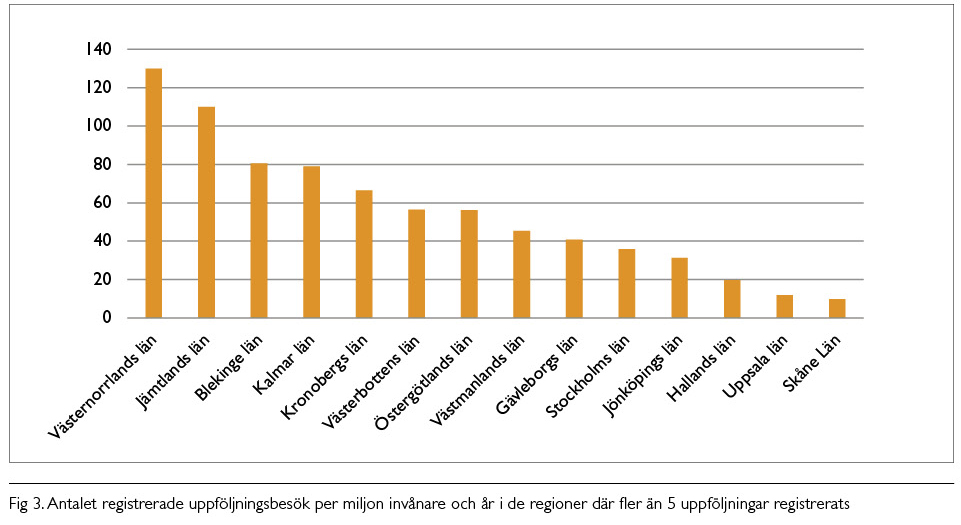 140
120
100
80
60
40
20
0
Västernorrlands län
Jämtlands län
Blekinge län
Kalmar län
Kronobergs län
Västerbottens län
Östergötlands län
Västmanlands län
Gävleborgs län
Stockholms län
Jönköpings län
Hallands län
Uppsala län
Skåne Län
Fig 3. Antalet registrerade uppföljningsbesök per miljon invånare och år i de regioner där fler än 5 uppföljningar registrerats